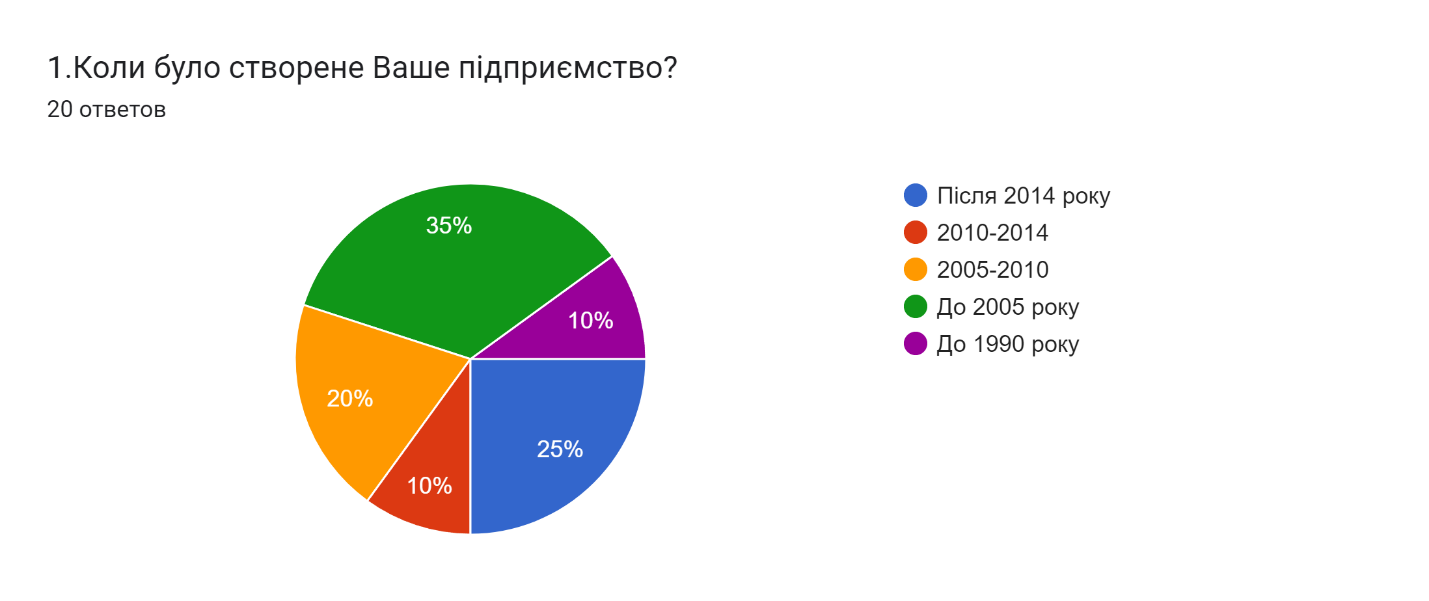 1.Коли було створене Ваше підприємство?
20 ответов
35%
10%
20%
25%
10%
Після 2014 року
2010-2014
2005-2010
До 2005 року
До 1990 року